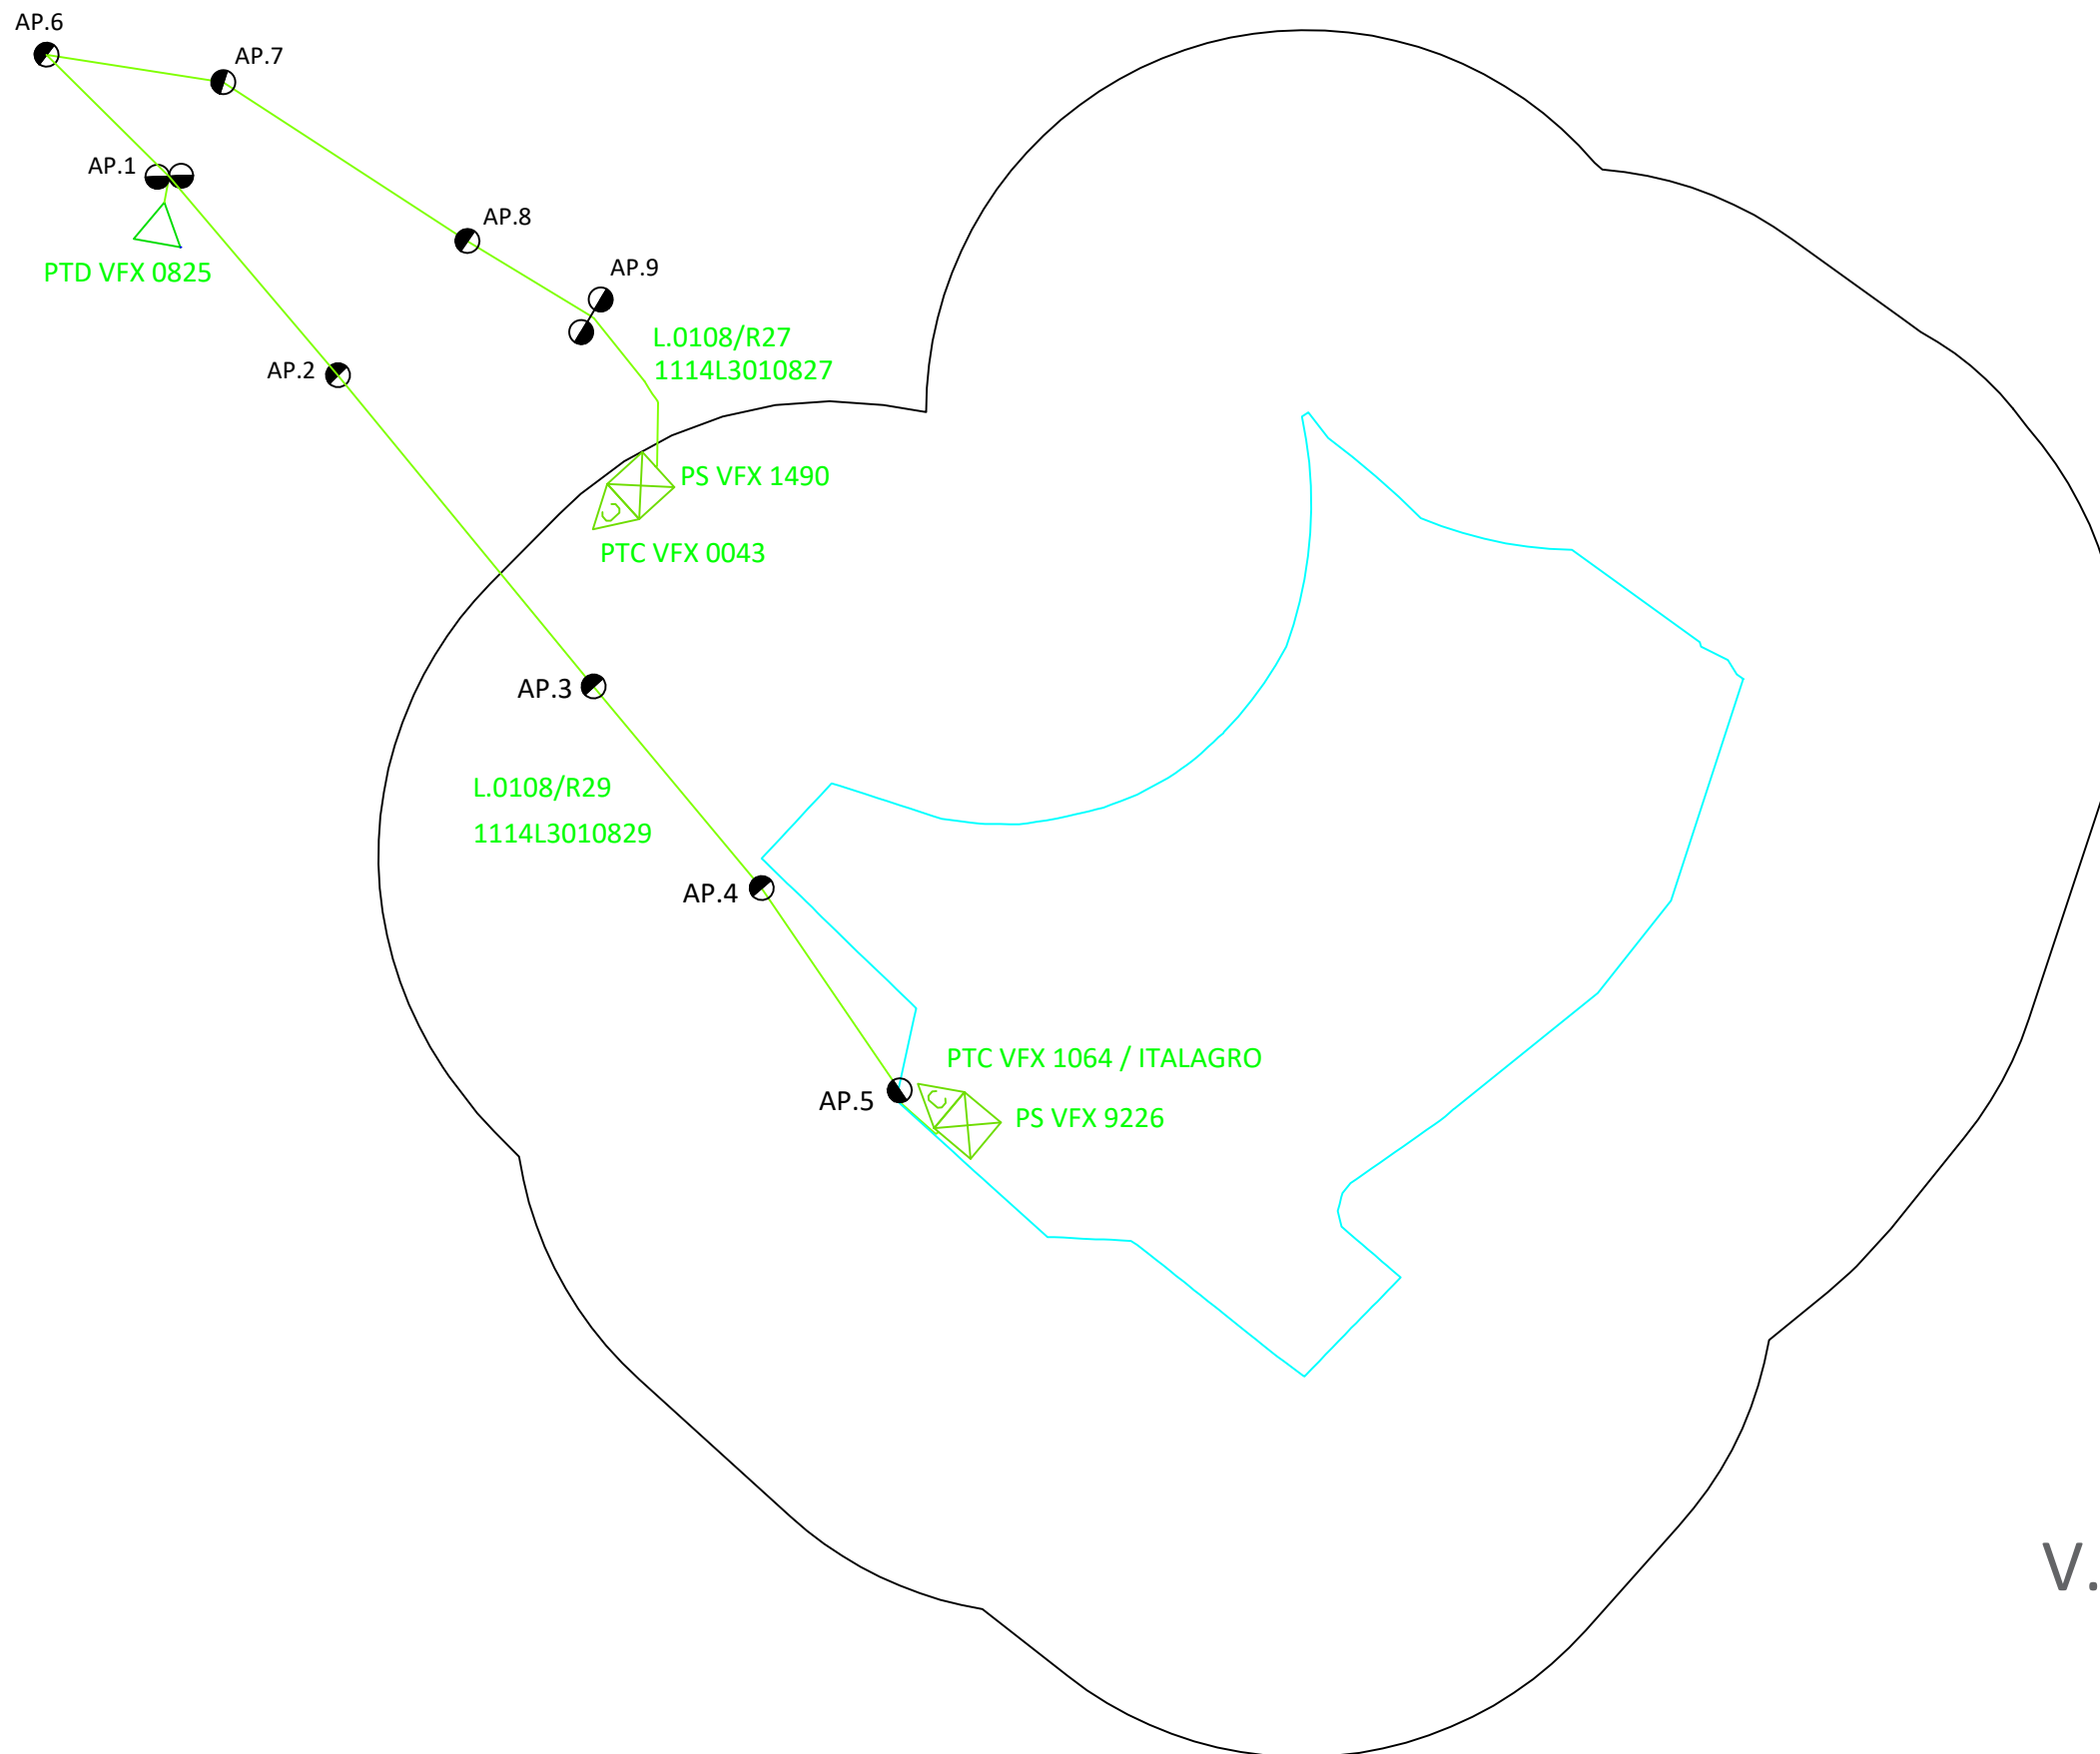 AP.6
AP.7
AP.1
AP.8
PTD VFX 0825
AP.9
L.0108/R27
1114L3010827
AP.2
PS VFX 1490
PTC VFX 0043
AP.3
L.0108/R29
1114L3010829
AP.4
PTC VFX 1064 / ITALAGRO
AP.5
PS VFX 9226
V.